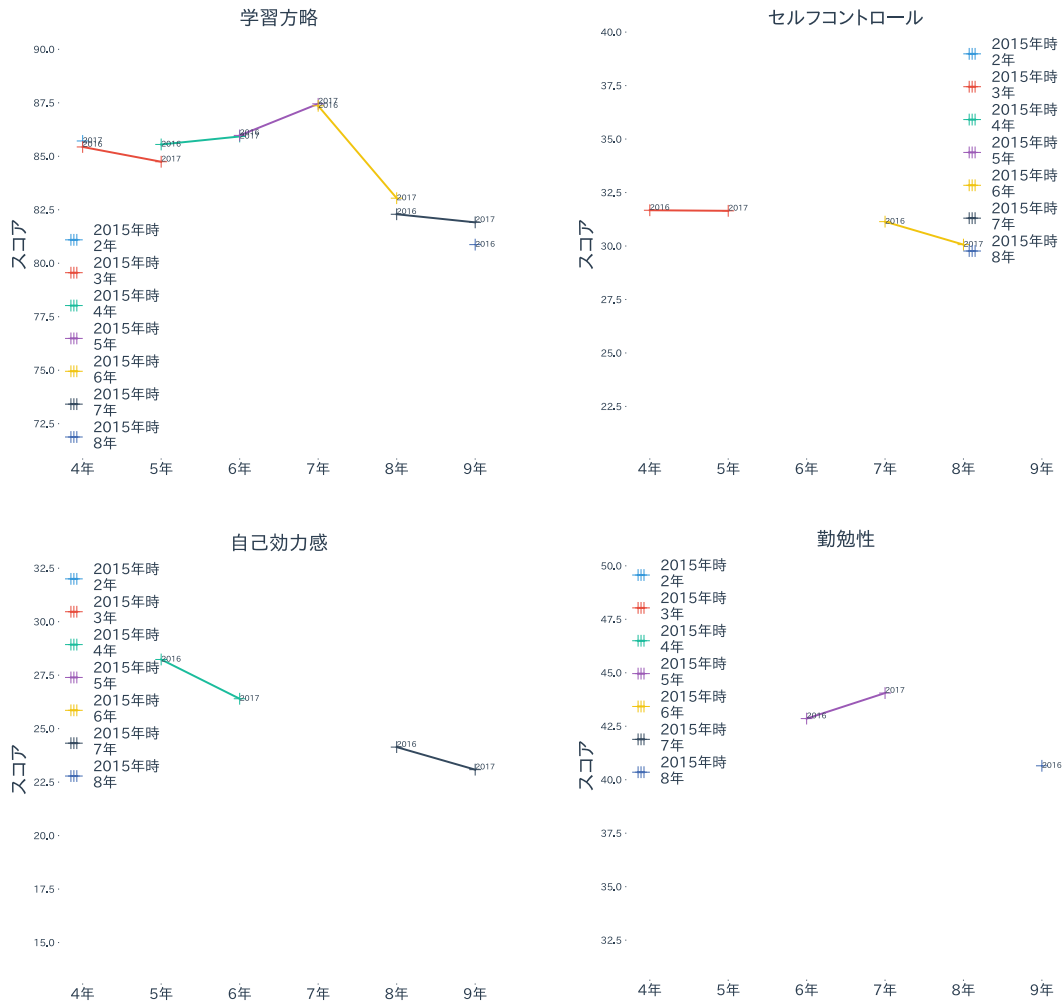 学習方略
90.0
87.5
85.0
82.5
80.0
77.5
75.0
72.5
スコア
2017
2016
2017
2016
2016
2017
2017
2016
2017
2016
2017
2016
2015年時
2年
2015年時
3年
2015年時
4年
2015年時
5年
2015年時
6年
2015年時
7年
2015年時
8年
4年 5年 6年 7年 8年 9年
セルフコントロール
40.0
37.5
35.0
32.5
30.0
27.5
25.0
22.5
スコア
2016
2017
2016
2017
2015年時
2年
2015年時
3年
2015年時
4年
2015年時
5年
2015年時
6年
2015年時
7年
2015年時
8年
4年 5年 6年 7年 8年 9年
自己効力感
32.5
30.0
27.5
25.0
22.5
20.0
17.5
15.0
スコア
2015年時
2年
2015年時
3年
2015年時
4年
2015年時
5年
2015年時
6年
2015年時
7年
2015年時
8年
2016
2017
2016
2017
4年 5年 6年 7年 8年 9年
勤勉性
50.0
47.5
45.0
42.5
40.0
37.5
35.0
32.5
スコア
2015年時
2年
2015年時
3年
2015年時
4年
2015年時
5年
2015年時
6年
2015年時
7年
2015年時
8年
2016
2017
2016
4年 5年 6年 7年 8年 9年